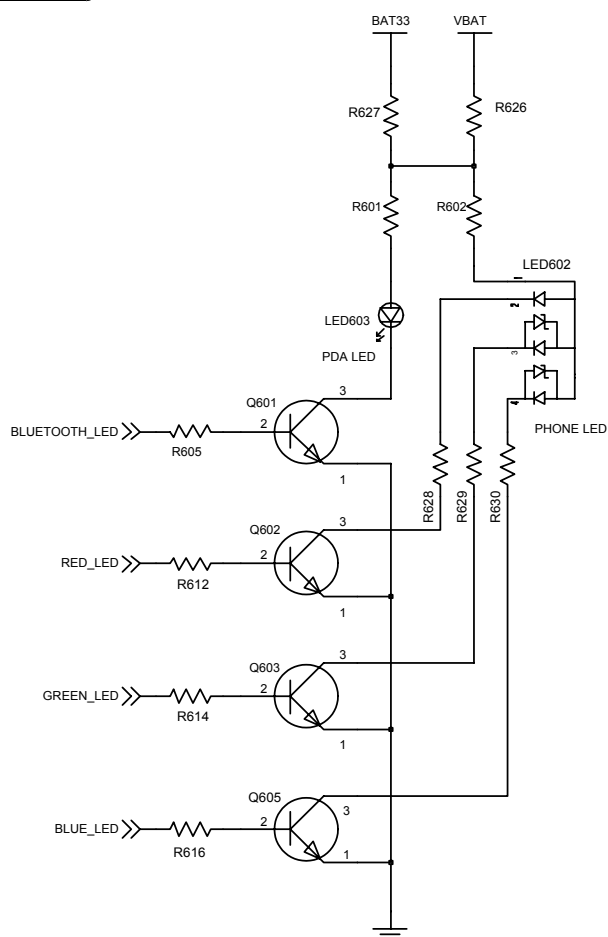 BAT33
VBAT
R627
R626
R601
R602
1
LED602
2
LED603
3
PDA LED
4
PHONE LED
Q601
3
BLUETOOTH_LED
2
R605
1
R628
R629
R630
Q602
3
RED_LED
2
R612
1
Q603
3
GREEN_LED
2
R614
1
Q605
3
BLUE_LED
2
R616
1